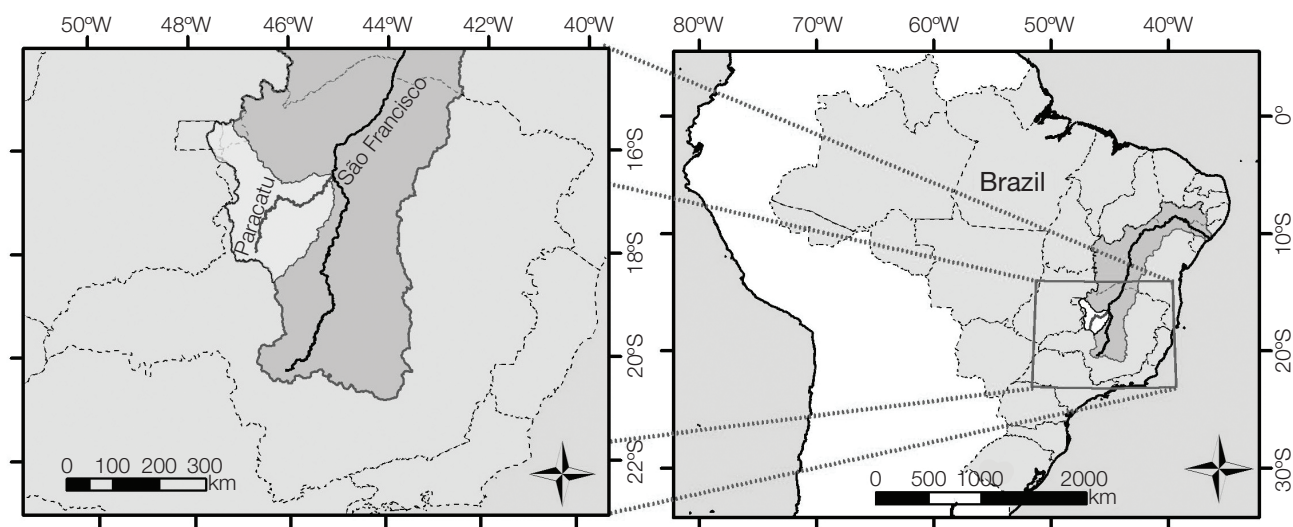 50ºW 48ºW 46ºW 44ºW 42ºW 40ºW
São Francisco
Paracatu
16ºS
18ºS
20ºS
22ºS
0 100 200 300
km
80ºW 70ºW 60ºW 50ºW 40ºW
Brazil
0º
10ºS
20ºS
30ºS
0 500 1000 2000
km